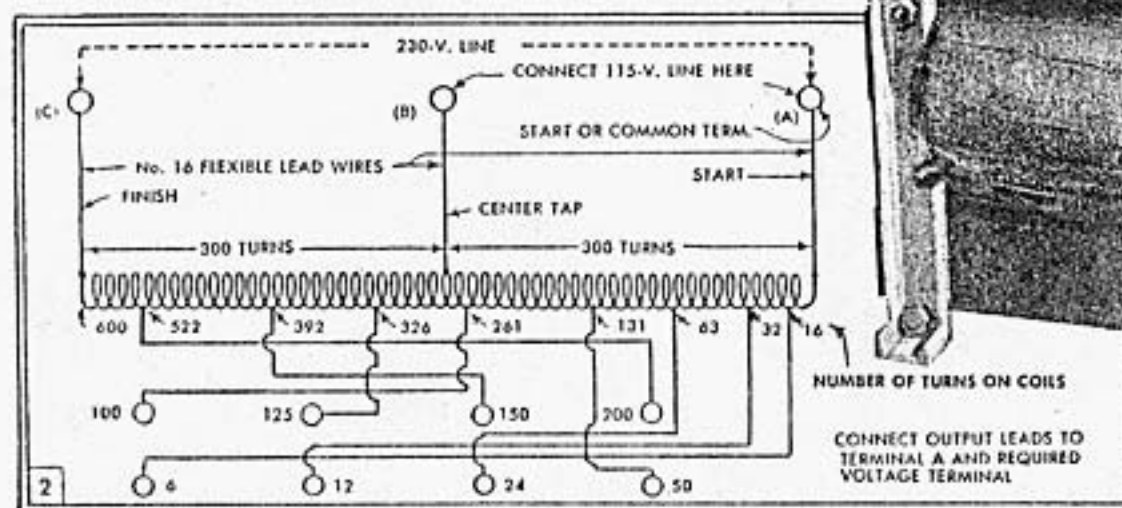 230-V. LINE
CONNECT 115-V. LINE HERE
(C)
(B)
(A)
START OR COMMON TERM.
No. 16 FLEXIBLE LEAD WIRES
START
FINISH
CENTER TAP
300 TURNS
300 TURNS
600 522 392 326 261 131 63 32 16
NUMBER OF TURNS ON COILS
100 125 150 200
CONNECT OUTPUT LEADS TO
TERMINAL A AND REQUIRED
VOLTAGE TERMINAL
2 6 12 24 50